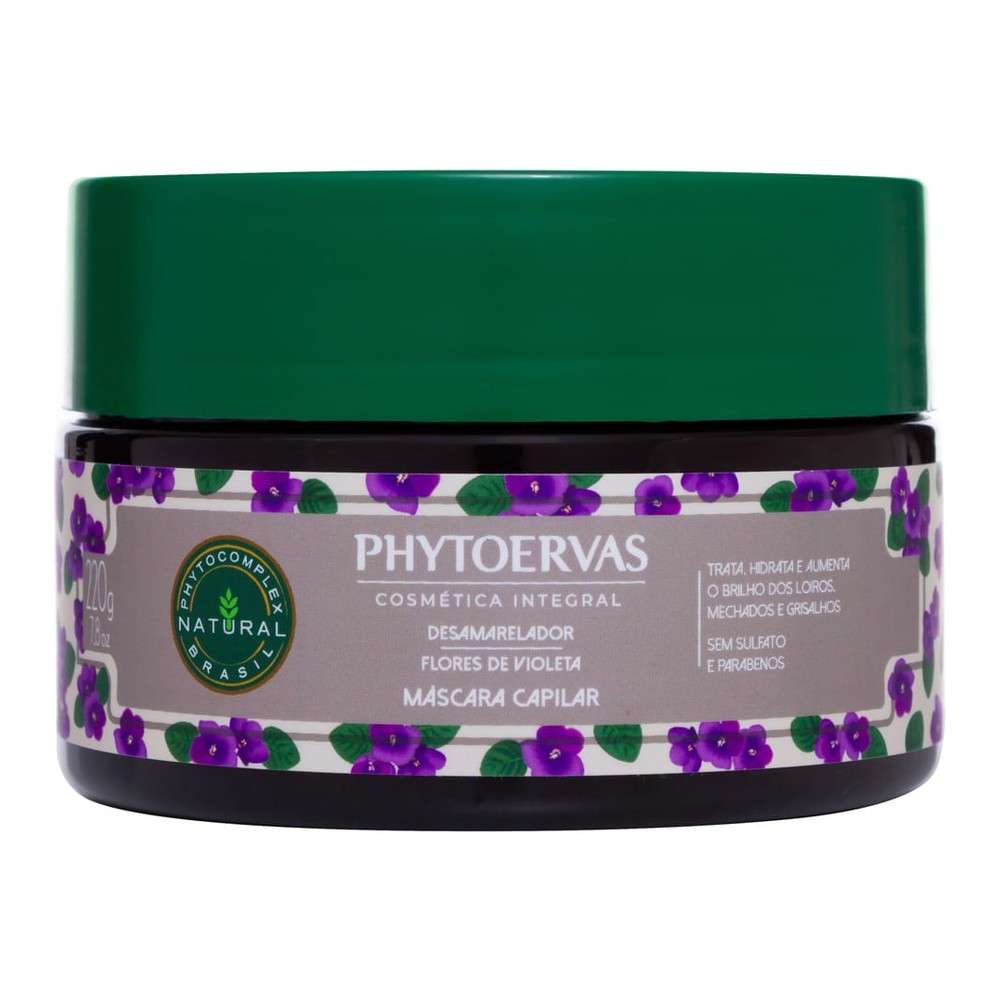 220g
7.8 oz
PHYTOCOMPLEX
NATURAL
BRASIL
PHYTOERVAS
COSMÉTICA INTEGRAL
DESAMARELADOR
FLORES DE VIOLETA
MÁSCARA CAPILAR
TRATA, HIDRATA E AUMENTA
O BRILHO DOS LOIROS,
MECHADOS E GRISALHOS
SEM SULFATO
E PARABENOS